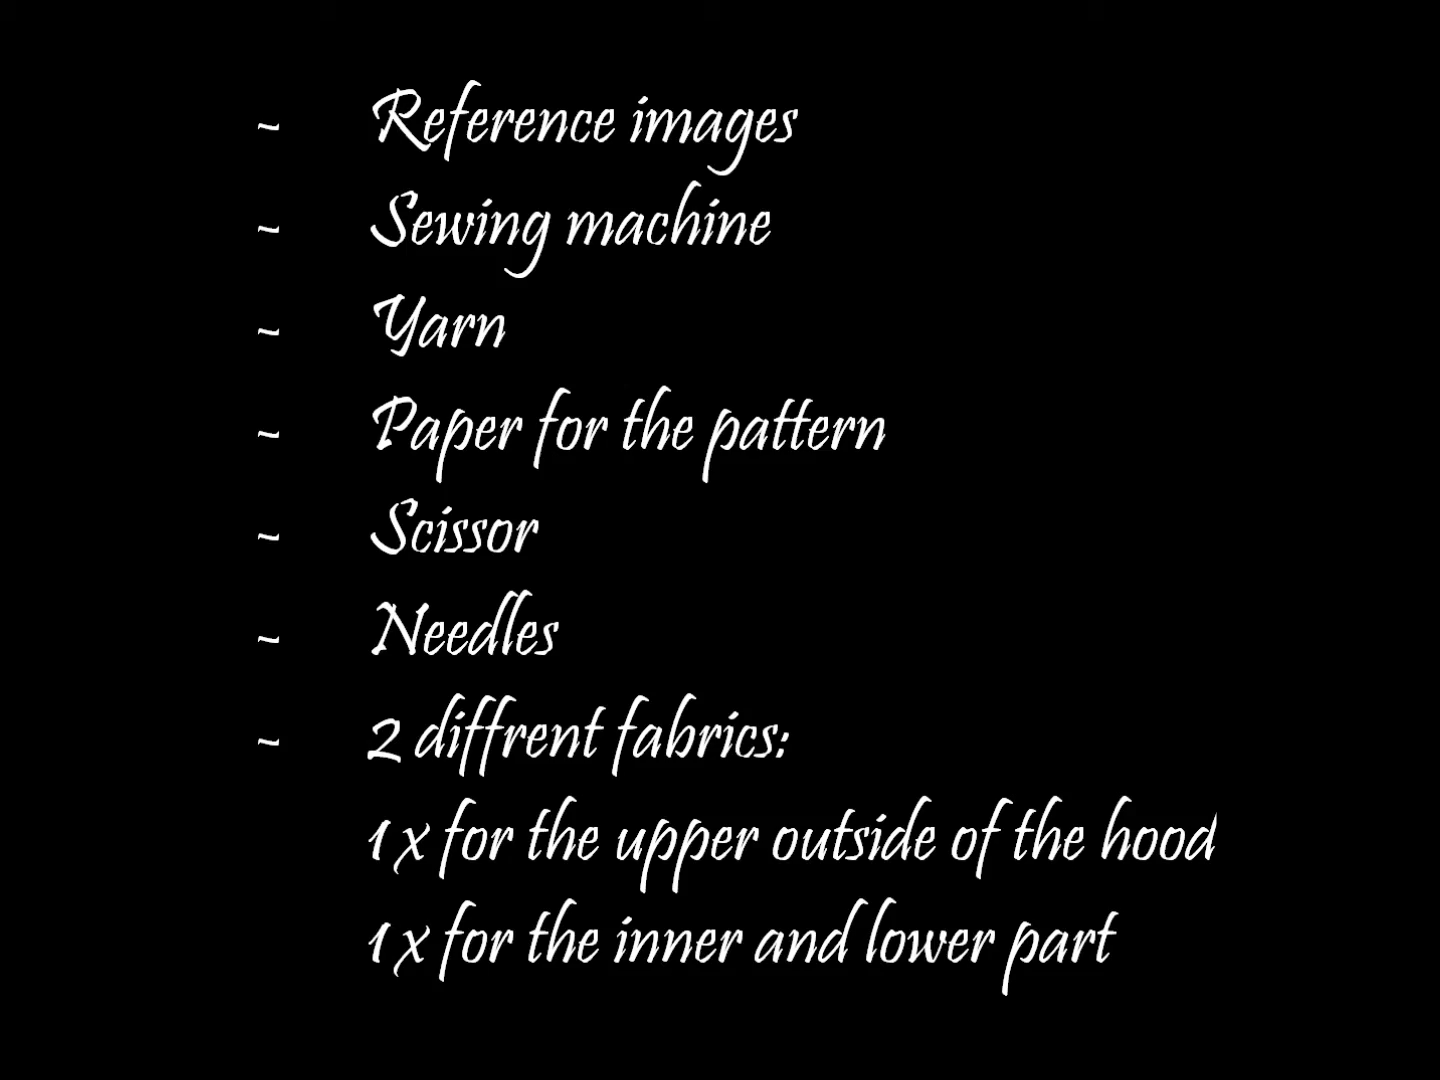 - Reference images
- Sewing machine
- Yarn
- Paper for the pattern
- Scissor
- Needles
- 2 diffrent fabrics:
1x for the upper outside of the hood
1x for the inner and lower part